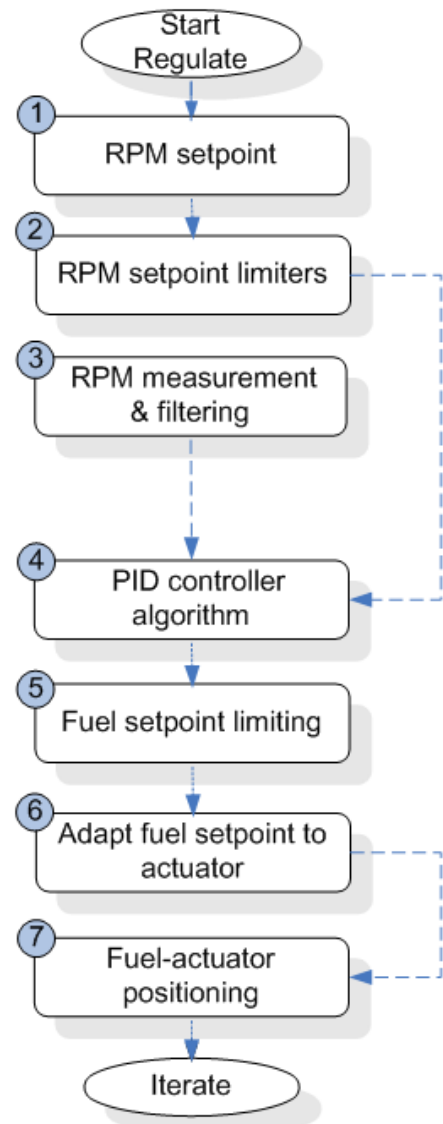 Start
Regulate
1
RPM setpoint
2
RPM setpoint limiters
3
RPM measurement
& filtering
4
PID controller
algorithm
5
Fuel setpoint limiting
6
Adapt fuel setpoint to
actuator
7
Fuel-actuator
positioning
Iterate